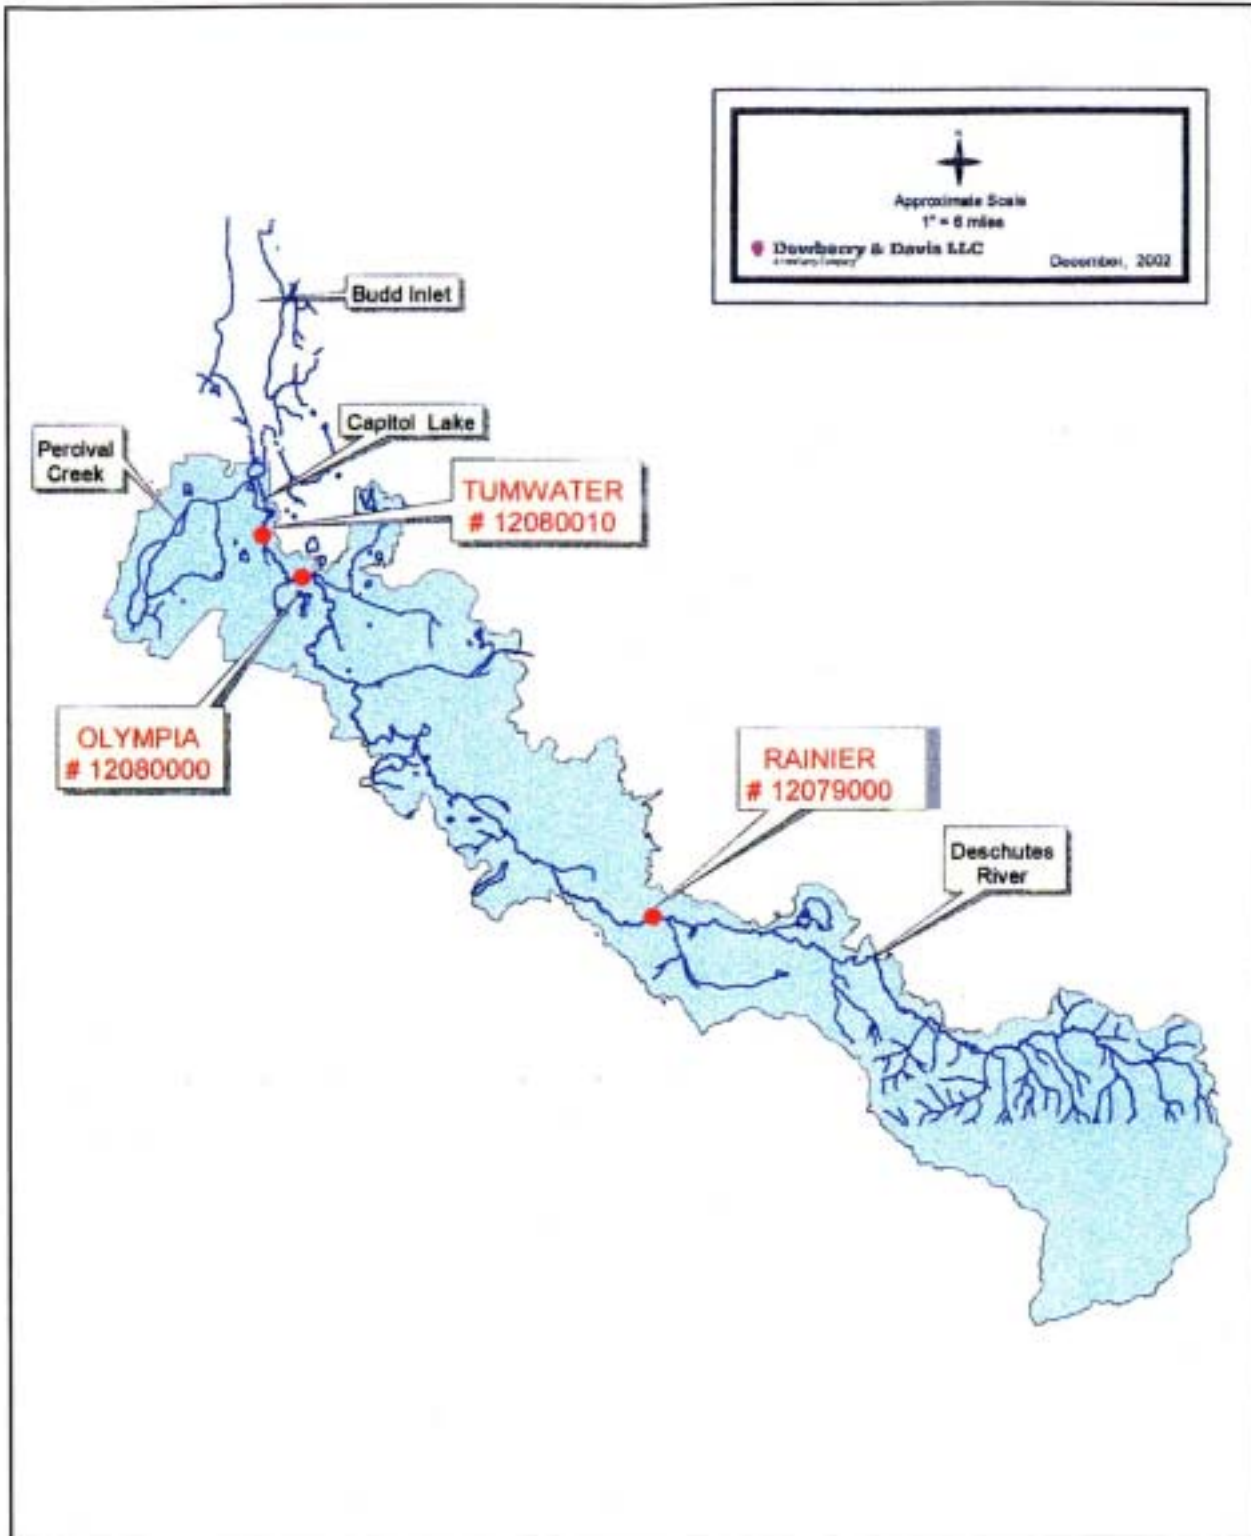 Approximate Scale
1" = 6 miles
Dewberry & Davis LLC
December, 2002
Budd Inlet
Capitol Lake
Percival
Creek
TUMWATER
# 12080010
OLYMPIA
# 12080000
RAINIER
# 12079000
Deschutes
River